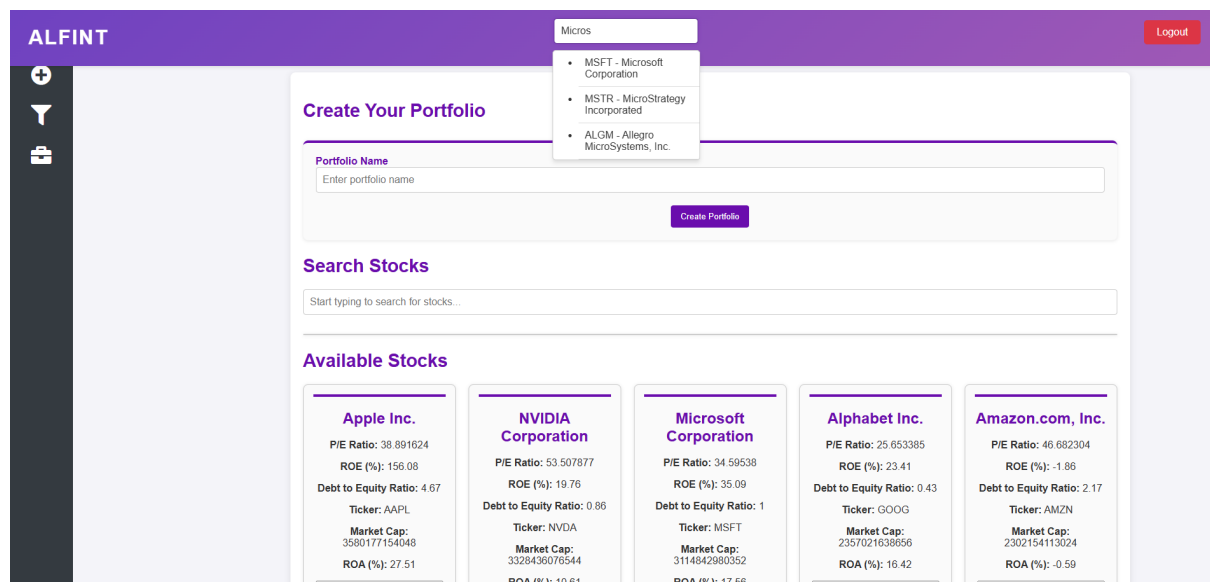 ALFINT
Micros
Logout
• MSFT - Microsoft
Corporation
• MSTR - MicroStrategy
Incorporated
• ALGM - Allegro
MicroSystems, Inc.
Create Your Portfolio
Portfolio Name
Enter portfolio name
Create Portfolio
Search Stocks
Start typing to search for stocks...
Available Stocks
Apple Inc.
P/E Ratio: 38.891624
ROE (%): 156.08
Debt to Equity Ratio: 4.67
Ticker: AAPL
Market Cap:
3580177154048
ROA (%): 27.51
NVIDIA
Corporation
P/E Ratio: 53.507877
ROE (%): 19.76
Debt to Equity Ratio: 0.86
Ticker: NVDA
Market Cap:
3328436076544
ROA (%): 10.61
Microsoft
Corporation
P/E Ratio: 34.59538
ROE (%): 35.09
Debt to Equity Ratio: 1
Ticker: MSFT
Market Cap:
3114842980352
ROA (%): 17.56
Alphabet Inc.
P/E Ratio: 25.653385
ROE (%): 23.41
Debt to Equity Ratio: 0.43
Ticker: GOOG
Market Cap:
2357021638656
ROA (%): 16.42
Amazon.com, Inc.
P/E Ratio: 46.682304
ROE (%): -1.86
Debt to Equity Ratio: 2.17
Ticker: AMZN
Market Cap:
2302154113024
ROA (%): -0.59